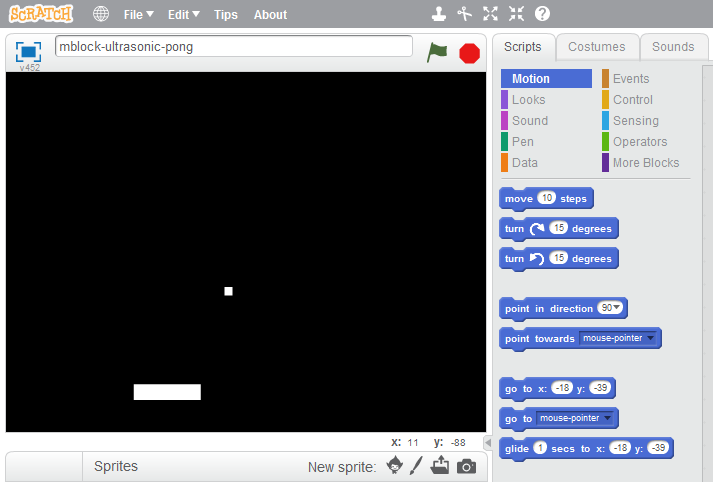 SCRATCH File ▼ Edit ▼ Tips About
mblock-ultrasonic-pong
v452
Scripts Costumes Sounds
Motion Events
Looks Control
Sound Sensing
Pen Operators
Data More Blocks
move 10 steps
turn 15 degrees
turn 15 degrees
point in direction 90▼
point towards mouse-pointer ▼
go to x: -18 y: -39
go to mouse-pointer ▼
glide 1 secs to x: -18 y: -39
x: 11 y: -88
Sprites New sprite: